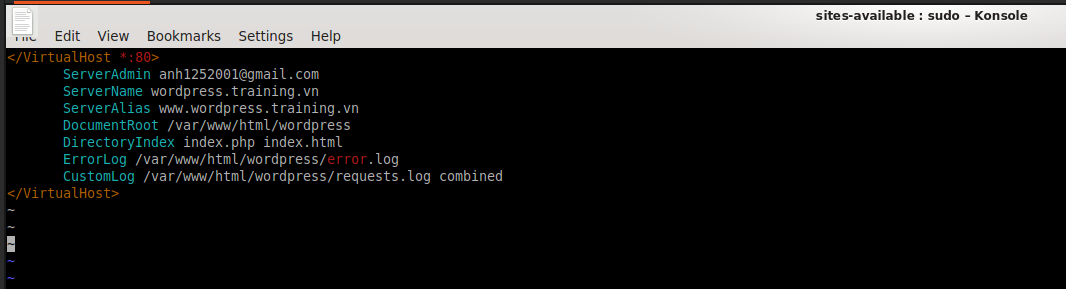 sites-available : sudo – Konsole
File Edit View Bookmarks Settings Help
</VirtualHost *:80>
ServerAdmin anh1252001@gmail.com
ServerName wordpress.training.vn
ServerAlias www.wordpress.training.vn
DocumentRoot /var/www/html/wordpress
DirectoryIndex index.php index.html
ErrorLog /var/www/html/wordpress/error.log
CustomLog /var/www/html/wordpress/requests.log combined
</VirtualHost>
~
~
~
~
~